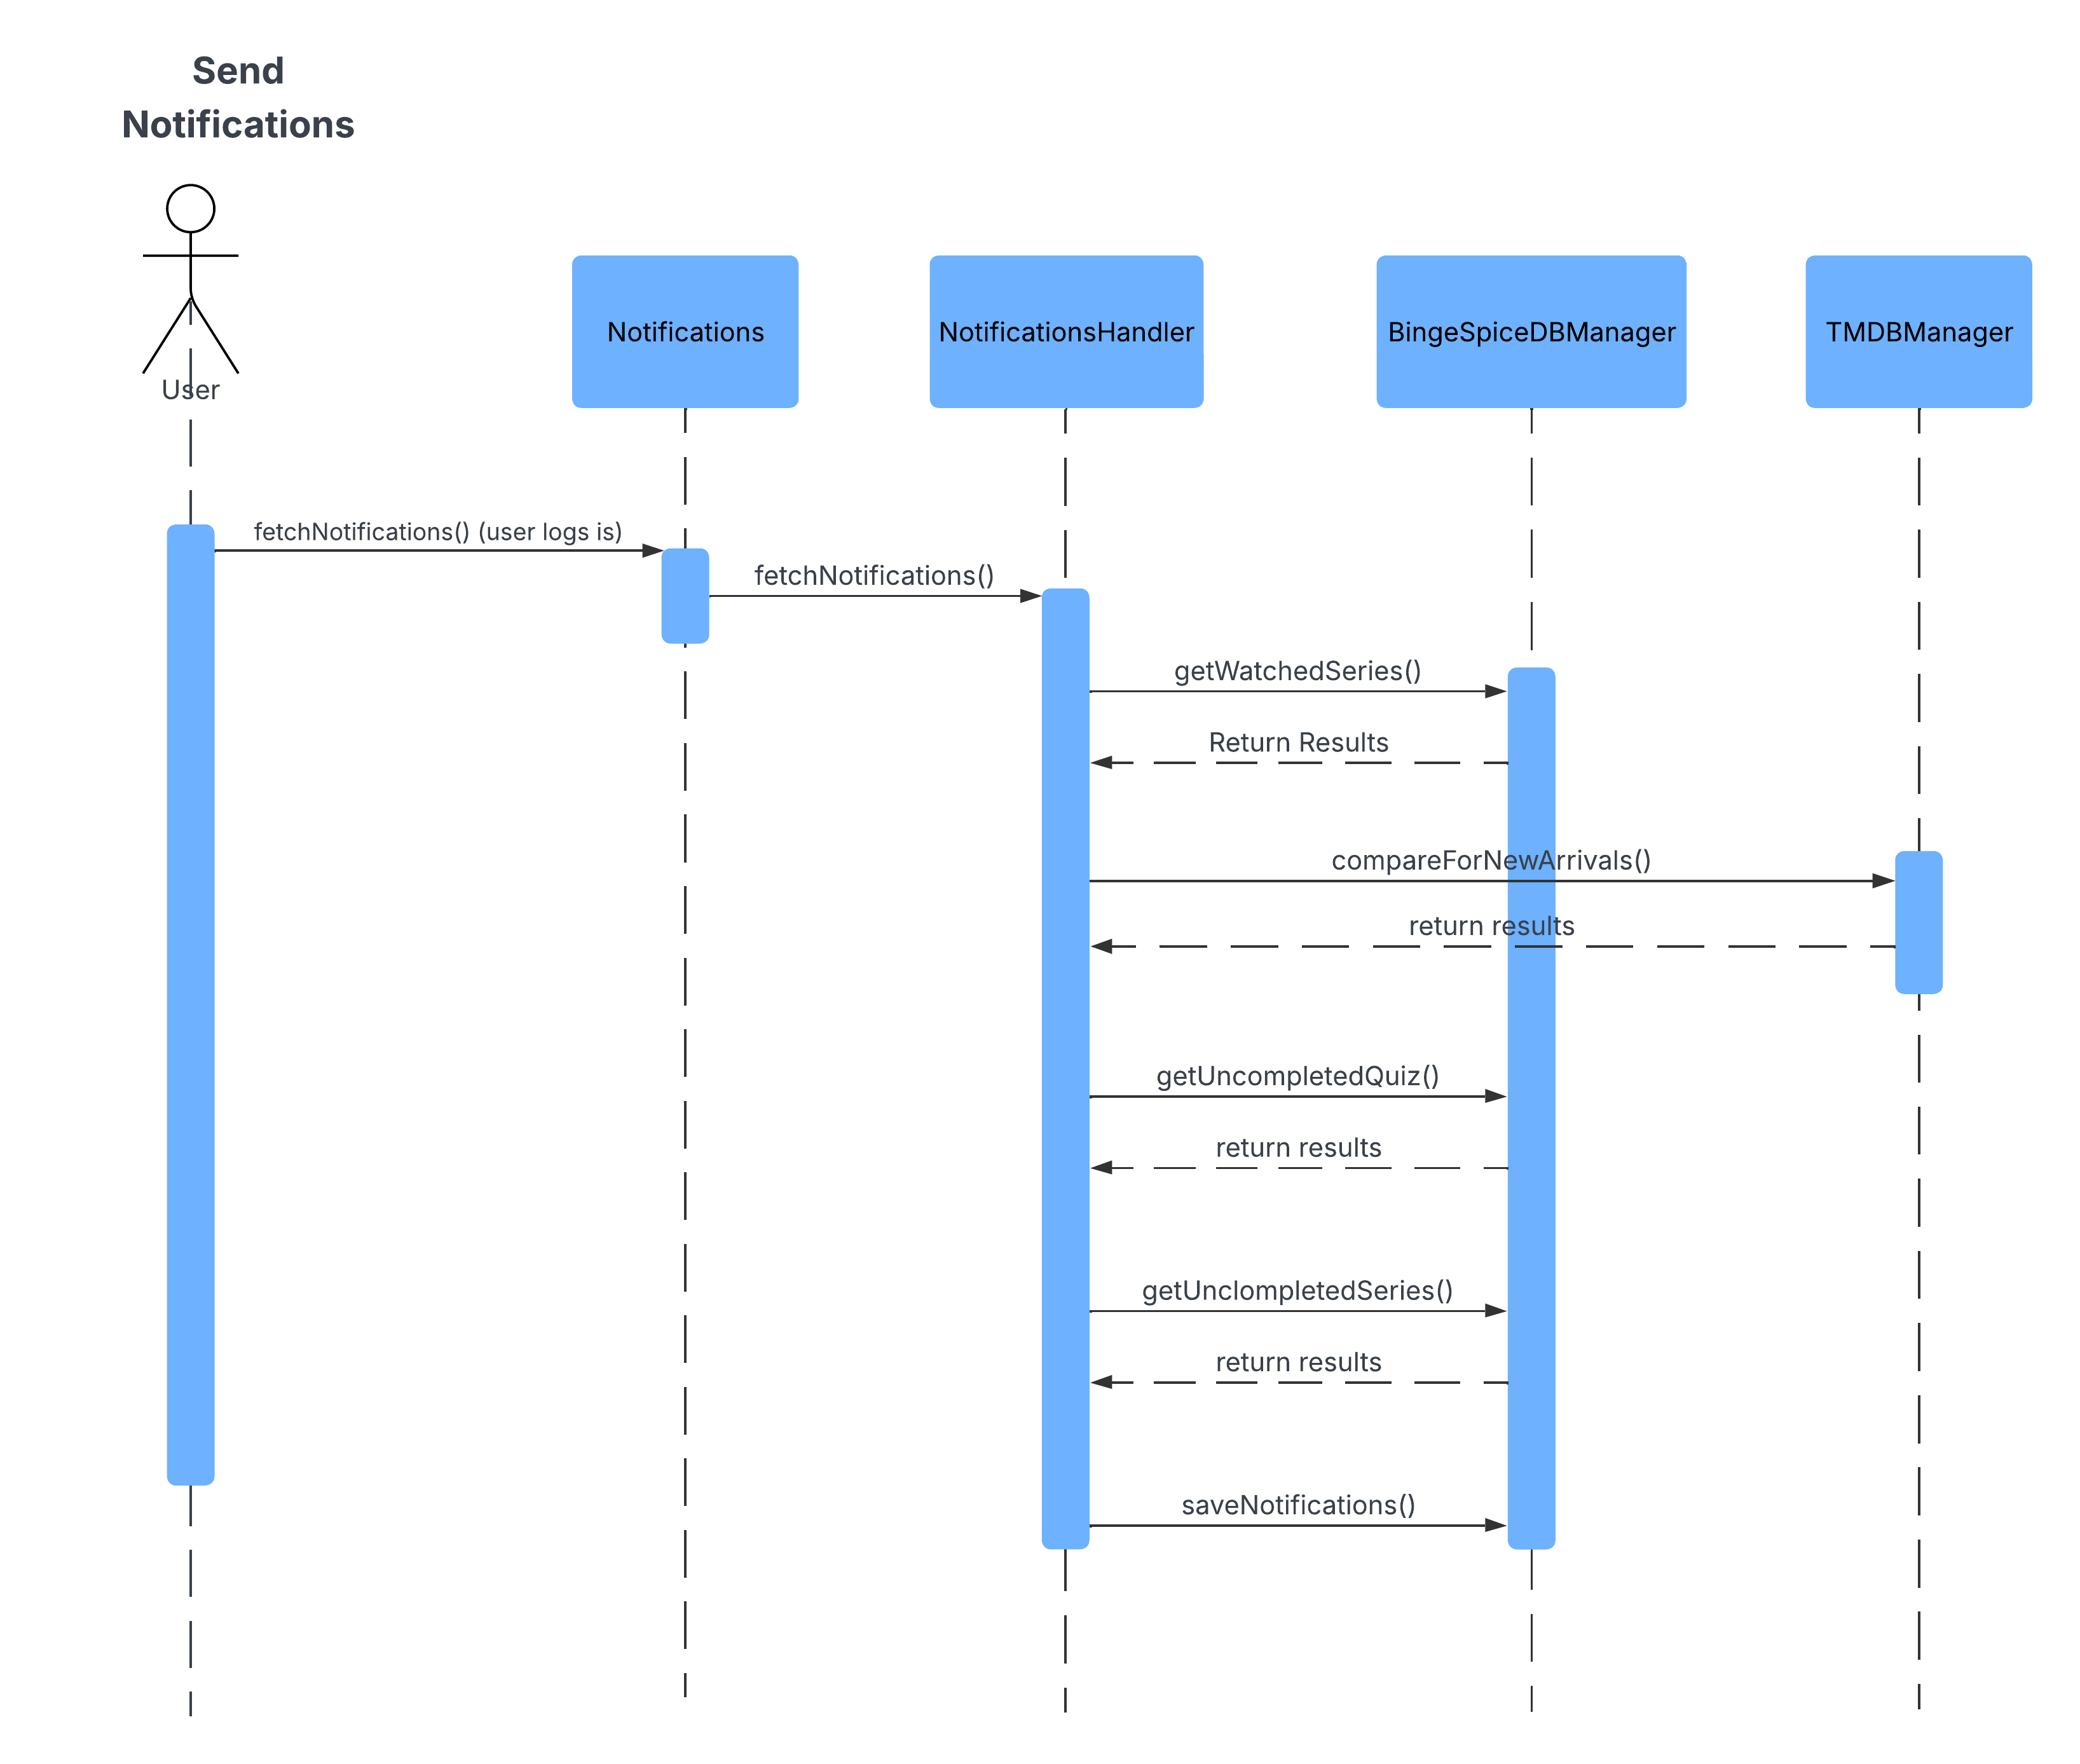 Send
Notifications
User
Notifications
NotificationsHandler
BingeSpiceDBManager
TMDBManager
fetchNotifications() (user logs is)
fetchNotifications()
getWatchedSeries()
Return Results
compareForNewArrivals()
return results
getUncompletedQuiz()
return results
getUnclompletedSeries()
return results
saveNotifications()